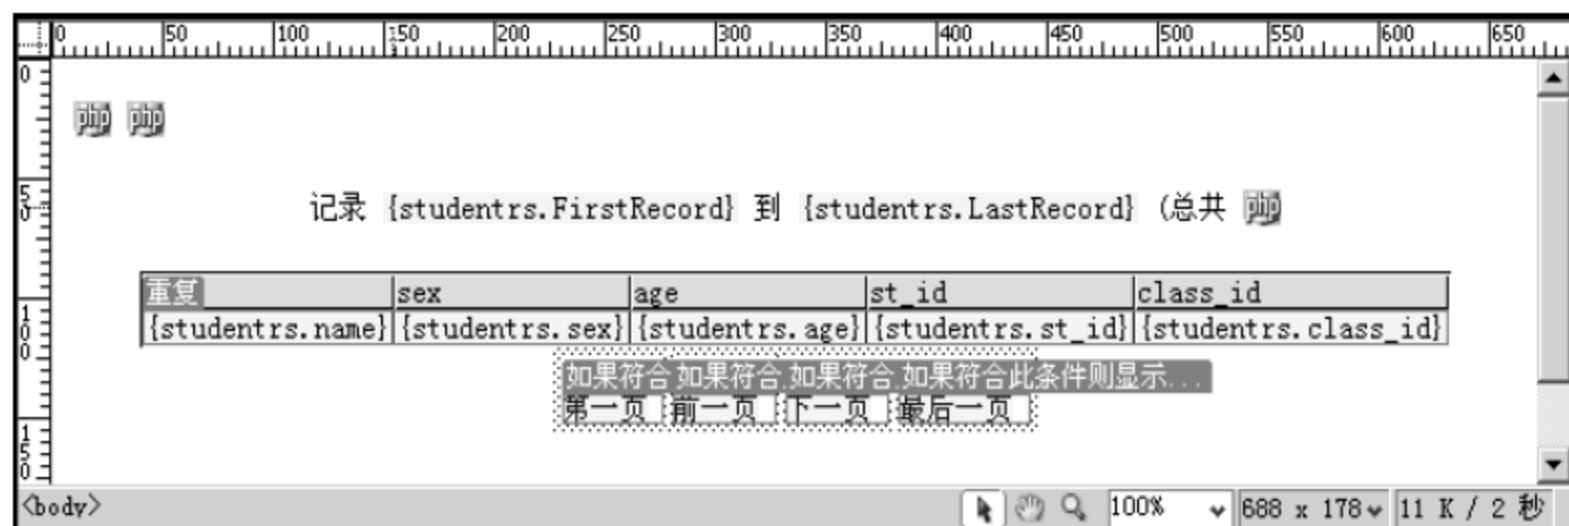 0 50 100 150 200 250 300 350 400 450 500 550 600 650
0
php php
50
记录 {studentrs.FirstRecord} 到 {studentrs.LastRecord} (总共 php
重复 sex age st_id class_id
100
{studentrs.name} {studentrs.sex} {studentrs.age} {studentrs.st_id} {studentrs.class_id}
如果符合 如果符合 如果符合 如果符合此条件则显示...
第一页 前一页 下一页 最后一页
150
<body> 100% 688 x 178 11 K / 2 秒